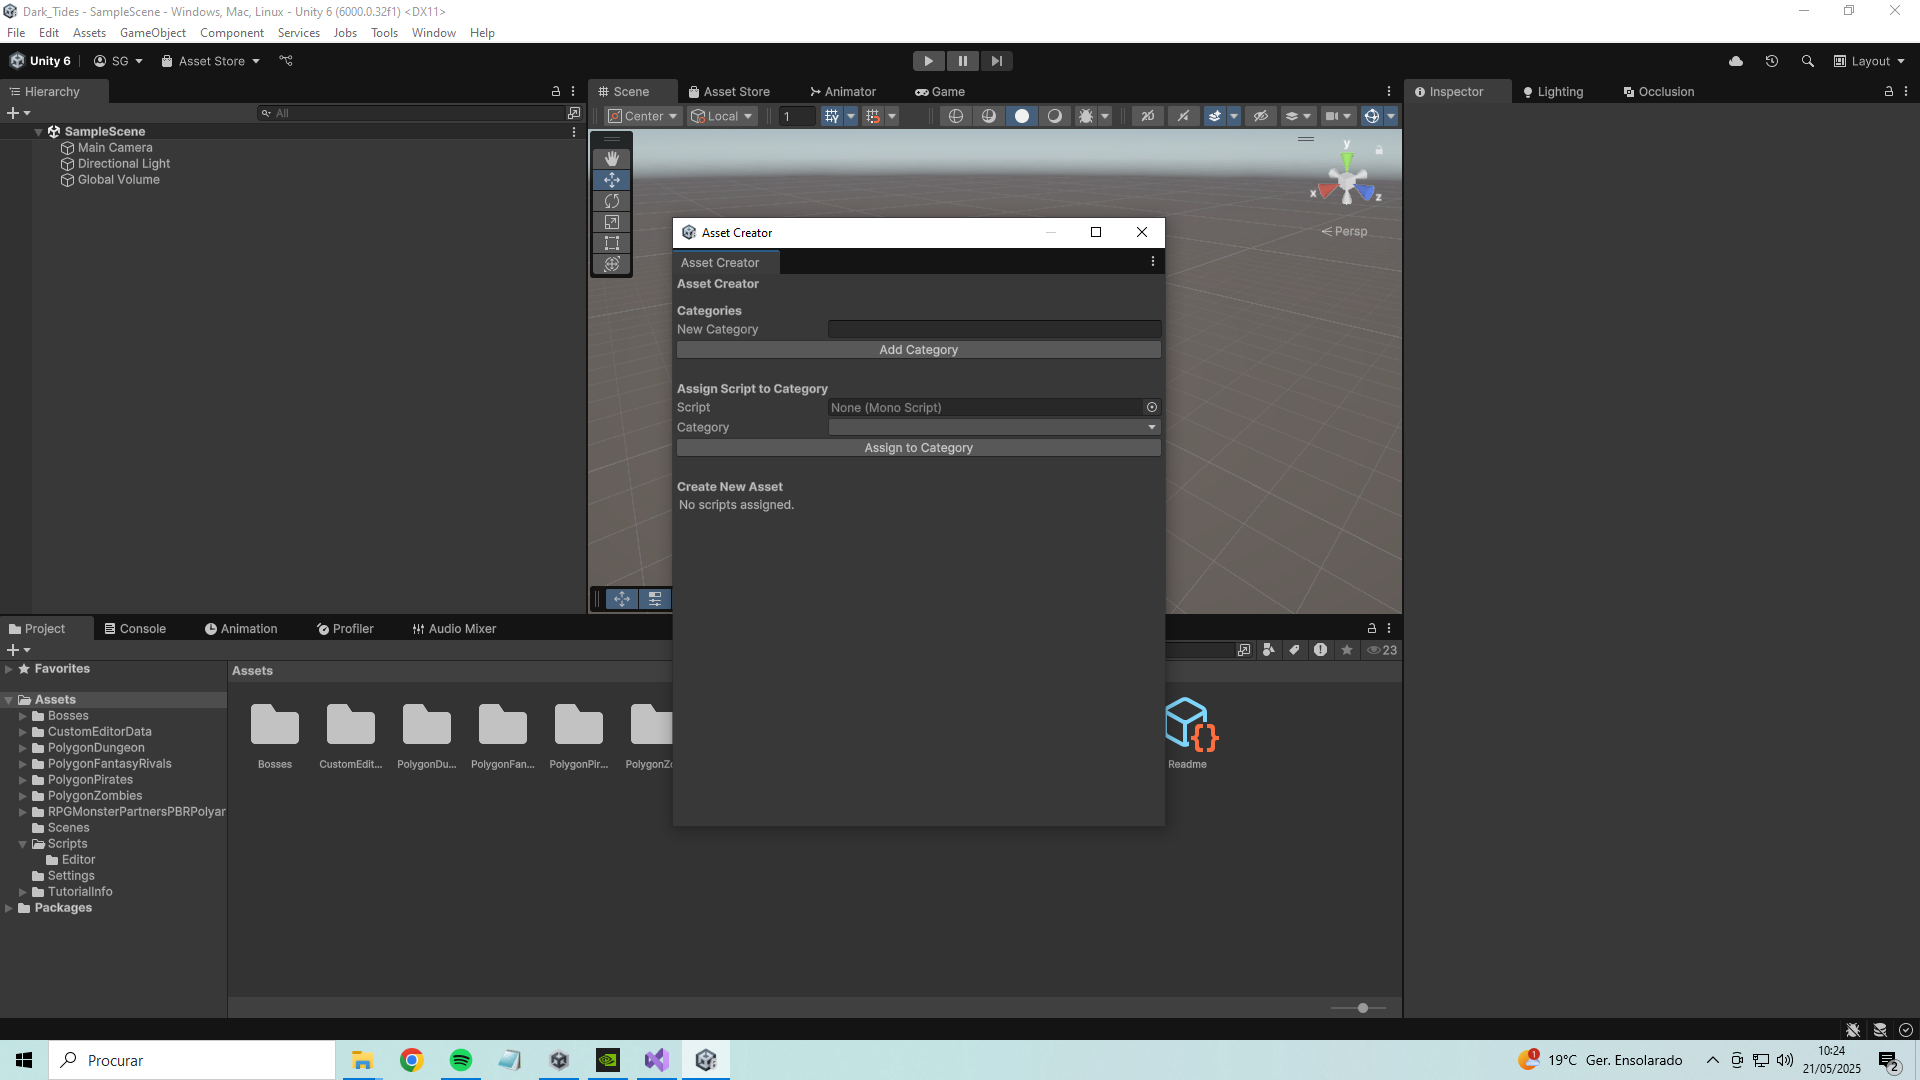 Dark_Tides - SampleScene - Windows, Mac, Linux - Unity 6 (6000.0.32f1) <DX11>
File Edit Assets GameObject Component Services Jobs Tools Window Help
Unity 6 SG Asset Store Layout
Hierarchy
All
SampleScene
Main Camera
Directional Light
Global Volume
Scene Asset Store Animator Game
Center Local 1 2D
y
x
z
Persp
Inspector Lighting Occlusion
Asset Creator
Asset Creator
Asset Creator
Categories
New Category
Add Category
Assign Script to Category
Script None (Mono Script)
Category
Assign to Category
Create New Asset
No scripts assigned.
Project Console Animation Profiler Audio Mixer
23
Favorites
Assets
Bosses
CustomEditorData
PolygonDungeon
PolygonFantasyRivals
PolygonPirates
PolygonZombies
RPGMonsterPartnersPBRPolyar
Scenes
Scripts
Editor
Settings
TutorialInfo
Packages
Assets
Bosses CustomEdit... PolygonDu... PolygonFan... PolygonPir... PolygonZo Readme
Procurar
1
19°C Ger. Ensolarado
10:24
21/05/2025
2